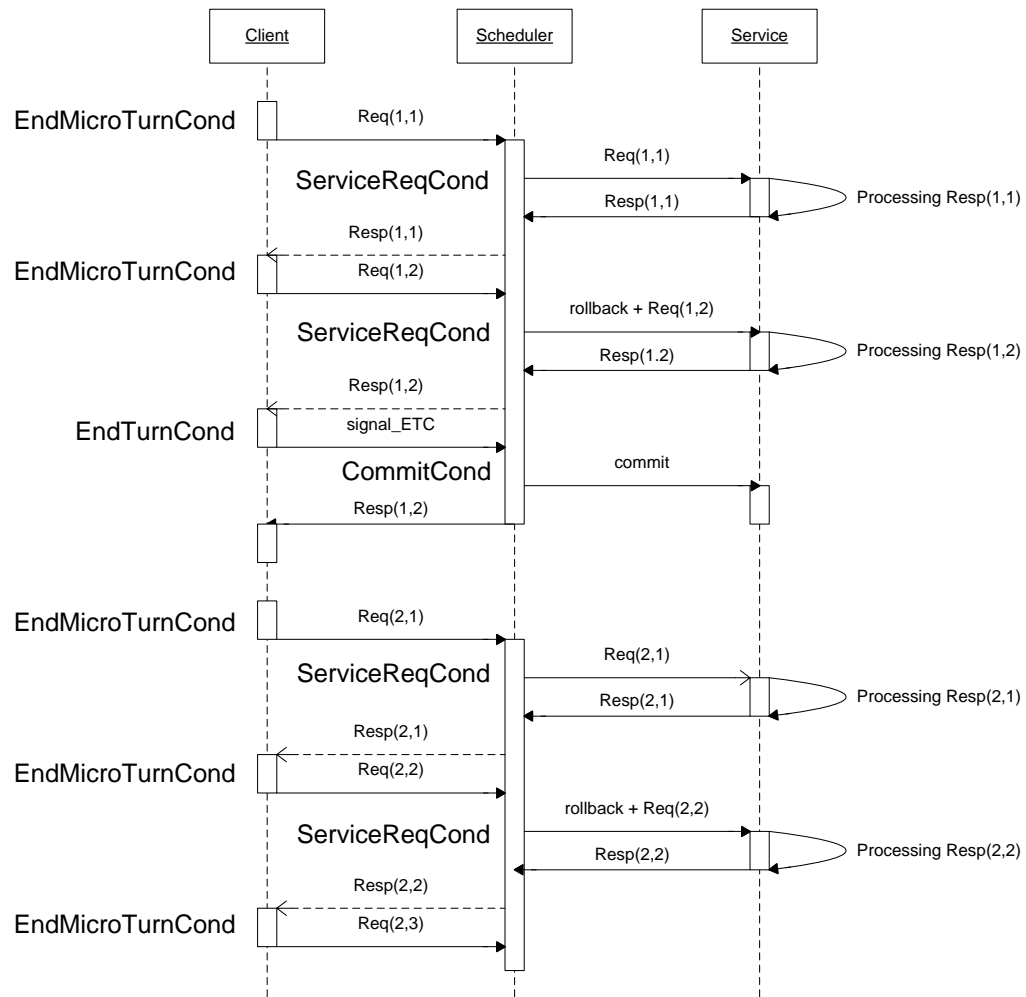 Client
Scheduler
Service
EndMicroTurnCond
Req(1,1)
Req(1,1)
ServiceReqCond
Resp(1,1)
Processing Resp(1,1)
Resp(1,1)
EndMicroTurnCond
Req(1,2)
rollback + Req(1,2)
ServiceReqCond
Resp(1.2)
Processing Resp(1,2)
Resp(1,2)
EndTurnCond
signal_ETC
CommitCond
commit
Resp(1,2)
EndMicroTurnCond
Req(2,1)
Req(2,1)
ServiceReqCond
Resp(2,1)
Processing Resp(2,1)
Resp(2,1)
EndMicroTurnCond
Req(2,2)
rollback + Req(2,2)
ServiceReqCond
Resp(2,2)
Processing Resp(2,2)
Resp(2,2)
EndMicroTurnCond
Req(2,3)